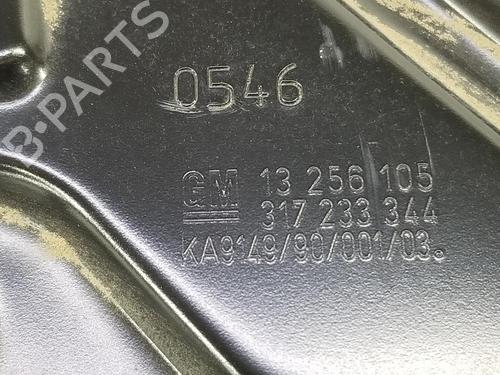 B-PARTS
0546
GM 13 256 105
317 233 344
KA9149/90/001/03.